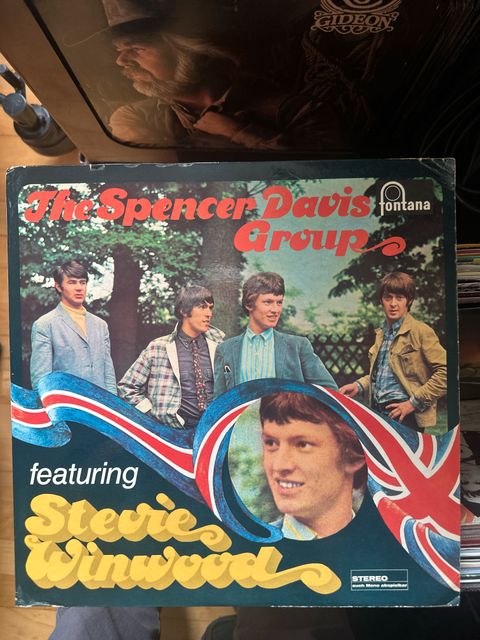 GIDEON
The Spencer Davis
Group
fontana
featuring
Stevie
Winwood
STEREO
auch Mono abspielbar